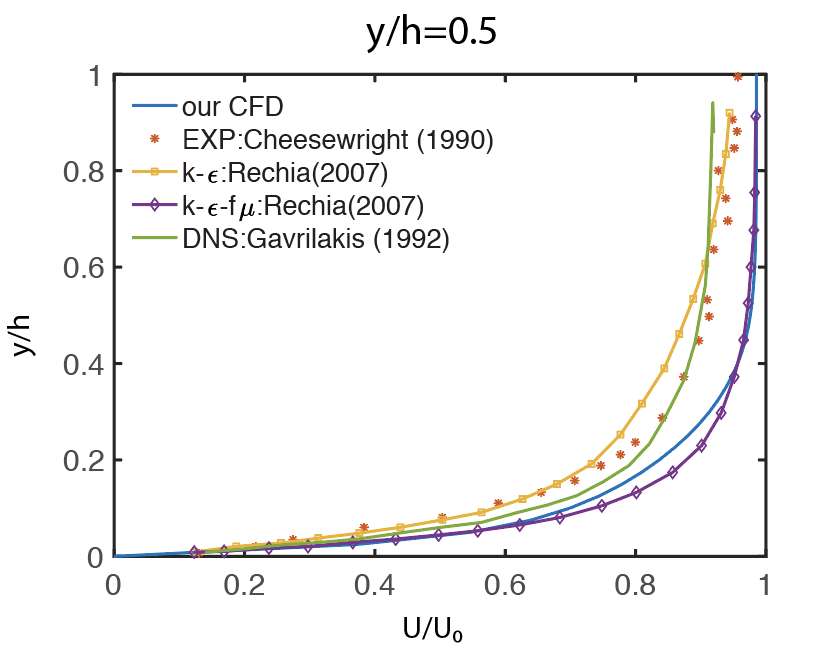 y/h=0.5
our CFD
EXP:Cheesewright (1990)
k-ϵ:Rechia(2007)
k-ϵ-fμ:Rechia(2007)
DNS:Gavrilakis (1992)
1
0.8
0.6
0.4
0.2
0
y/h
0 0.2 0.4 0.6 0.8 1
U/U₀